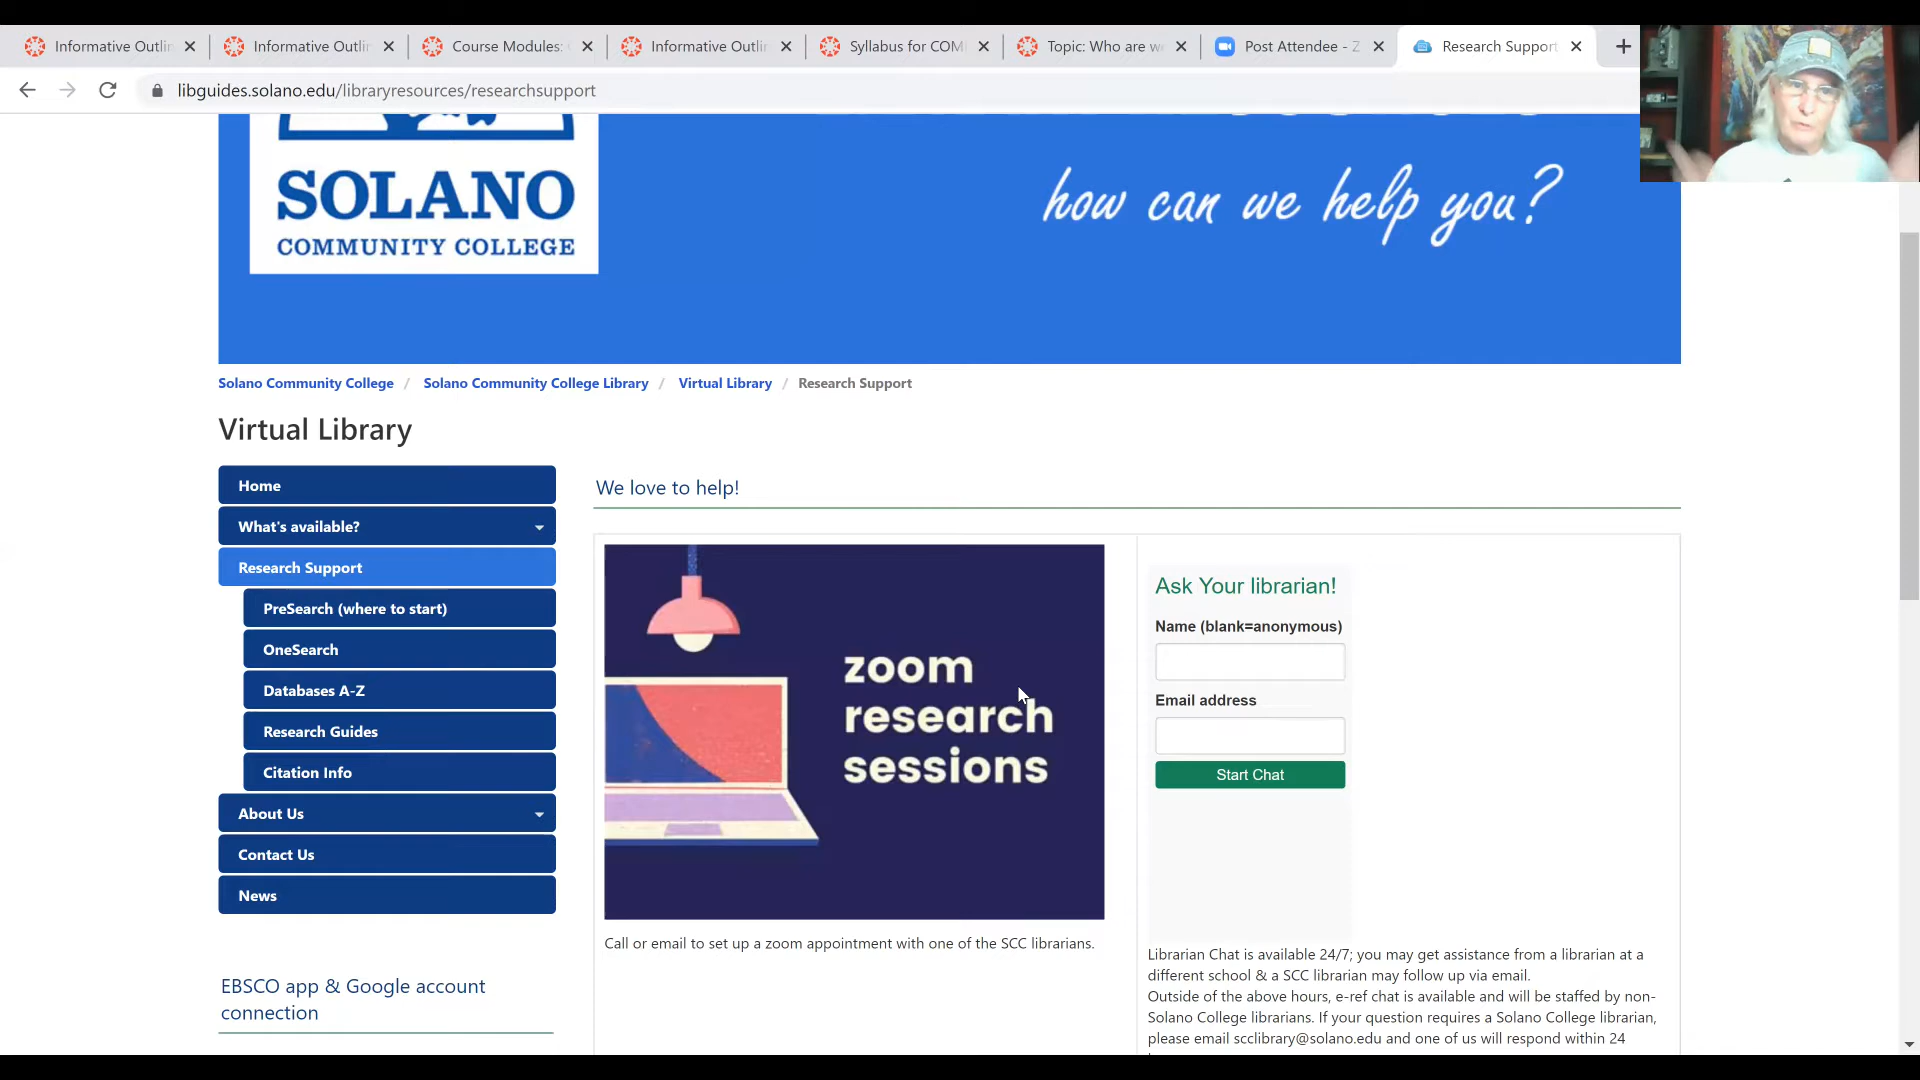 Informative Outlin
Informative Outlin
Course Modules:
Informative Outlin
Syllabus for COM
Topic: Who are we
Post Attendee - Z
Research Support
libguides.solano.edu/libraryresources/researchsupport
SOLANO
COMMUNITY COLLEGE
how can we help you?
Solano Community College / Solano Community College Library / Virtual Library / Research Support
Virtual Library
Home
What's available?
Research Support
PreSearch (where to start)
OneSearch
Databases A-Z
Research Guides
Citation Info
About Us
Contact Us
News
EBSCO app & Google account
connection
We love to help!
zoom
research
sessions
Call or email to set up a zoom appointment with one of the SCC librarians.
Ask Your librarian!
Name (blank=anonymous)
Email address
Start Chat
Librarian Chat is available 24/7; you may get assistance from a librarian at a
different school & a SCC librarian may follow up via email.
Outside of the above hours, e-ref chat is available and will be staffed by non-
Solano College librarians. If your question requires a Solano College librarian,
please email scclibrary@solano.edu and one of us will respond within 24